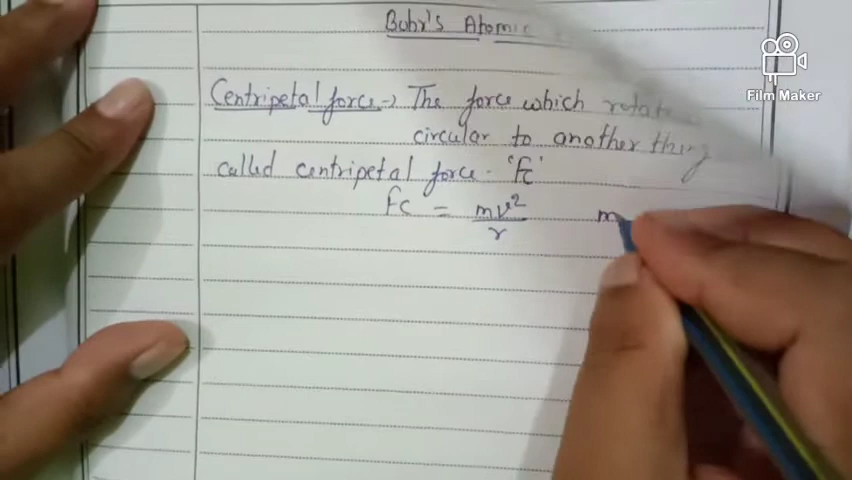 Bohr's Atomic
Film Maker
Centripetal force → The force which rotat
circular to another thing
called centripetal force. 'Fc'
Fc = mv²/r
m